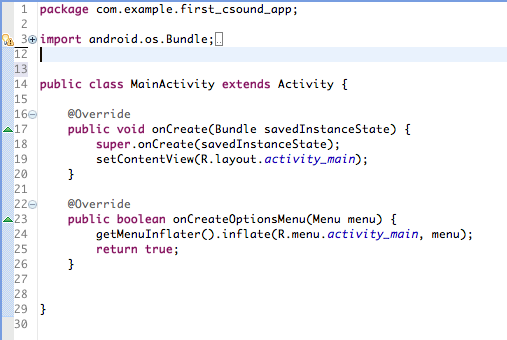 1 package com.example.first_csound_app;
2
3 import android.os.Bundle;
12
13
14 public class MainActivity extends Activity {
15
16     @Override
17     public void onCreate(Bundle savedInstanceState) {
18         super.onCreate(savedInstanceState);
19         setContentView(R.layout.activity_main);
20     }
21
22     @Override
23     public boolean onCreateOptionsMenu(Menu menu) {
24         getMenuInflater().inflate(R.menu.activity_main, menu);
25         return true;
26     }
27
28
29 }
30